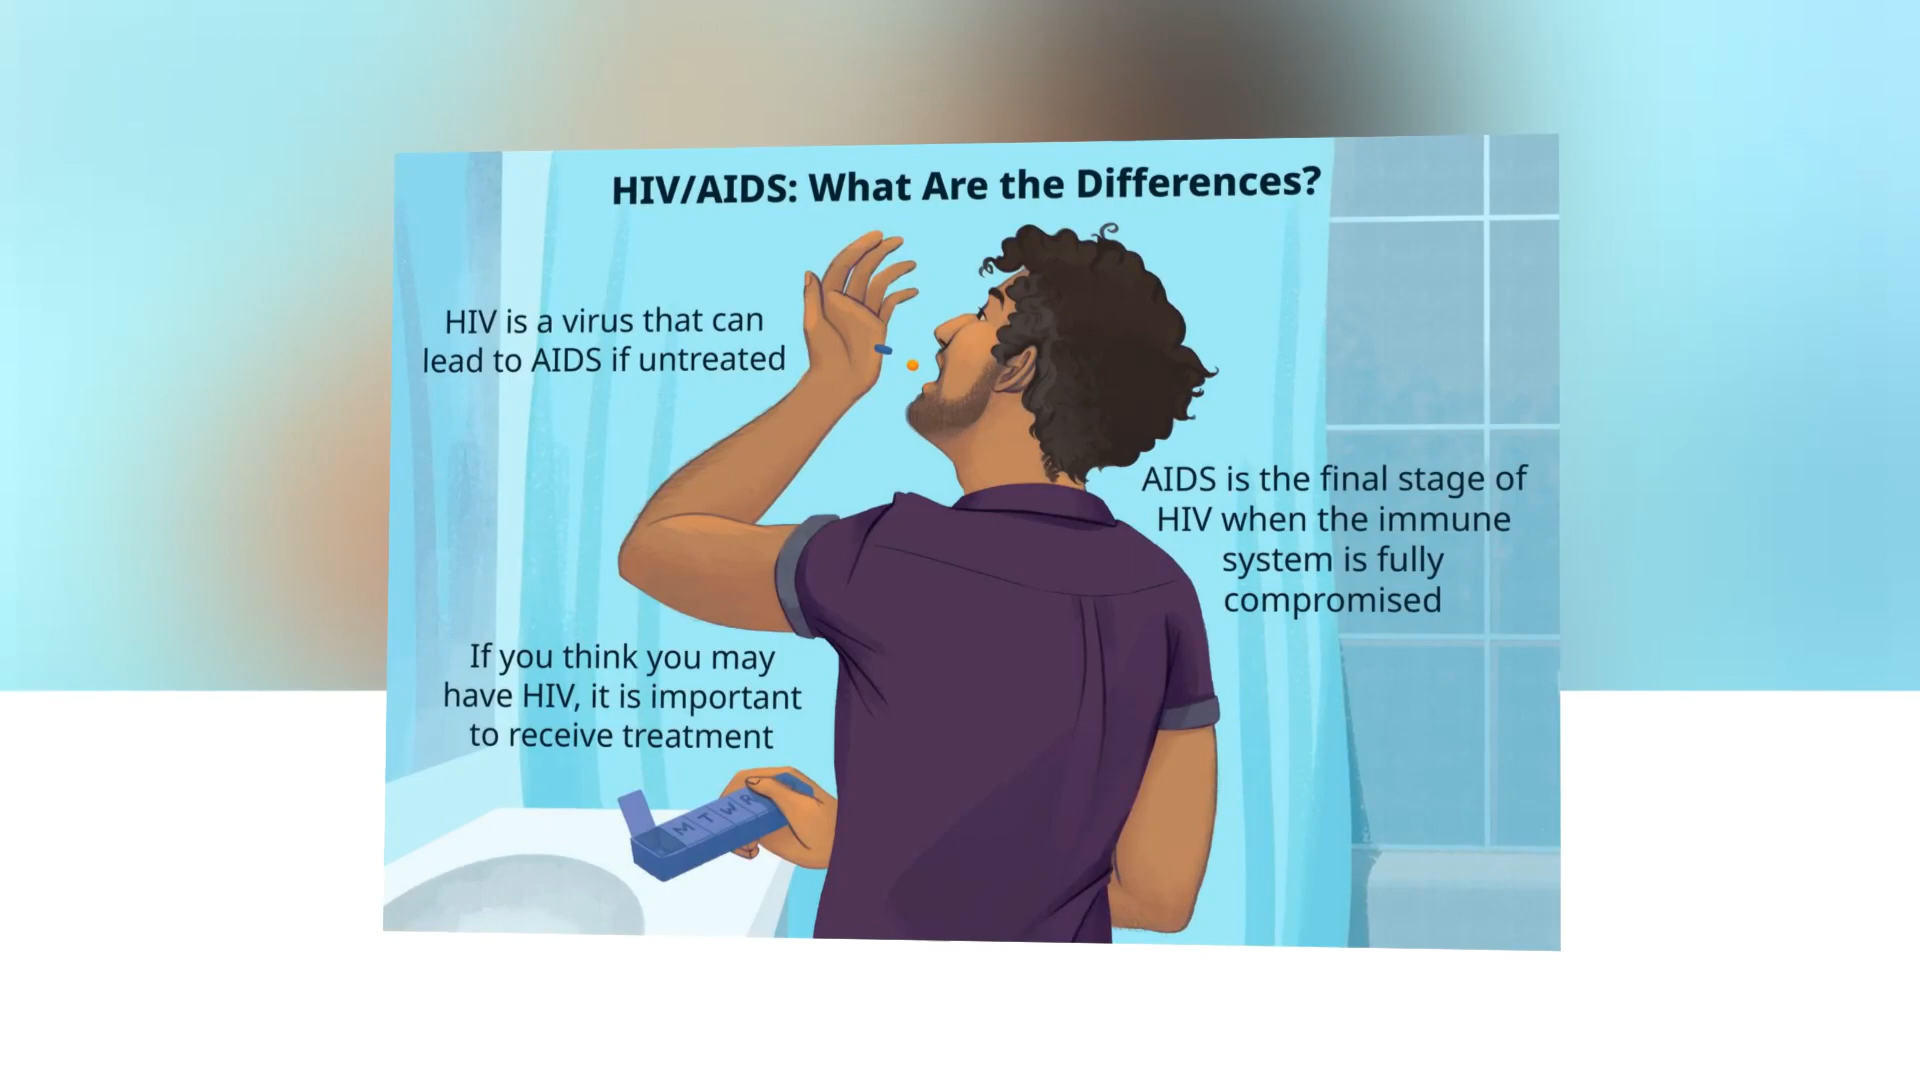 HIV/AIDS: What Are the Differences?
HIV is a virus that can
lead to AIDS if untreated
AIDS is the final stage of
HIV when the immune
system is fully
compromised
If you think you may
have HIV, it is important
to receive treatment
M T W R